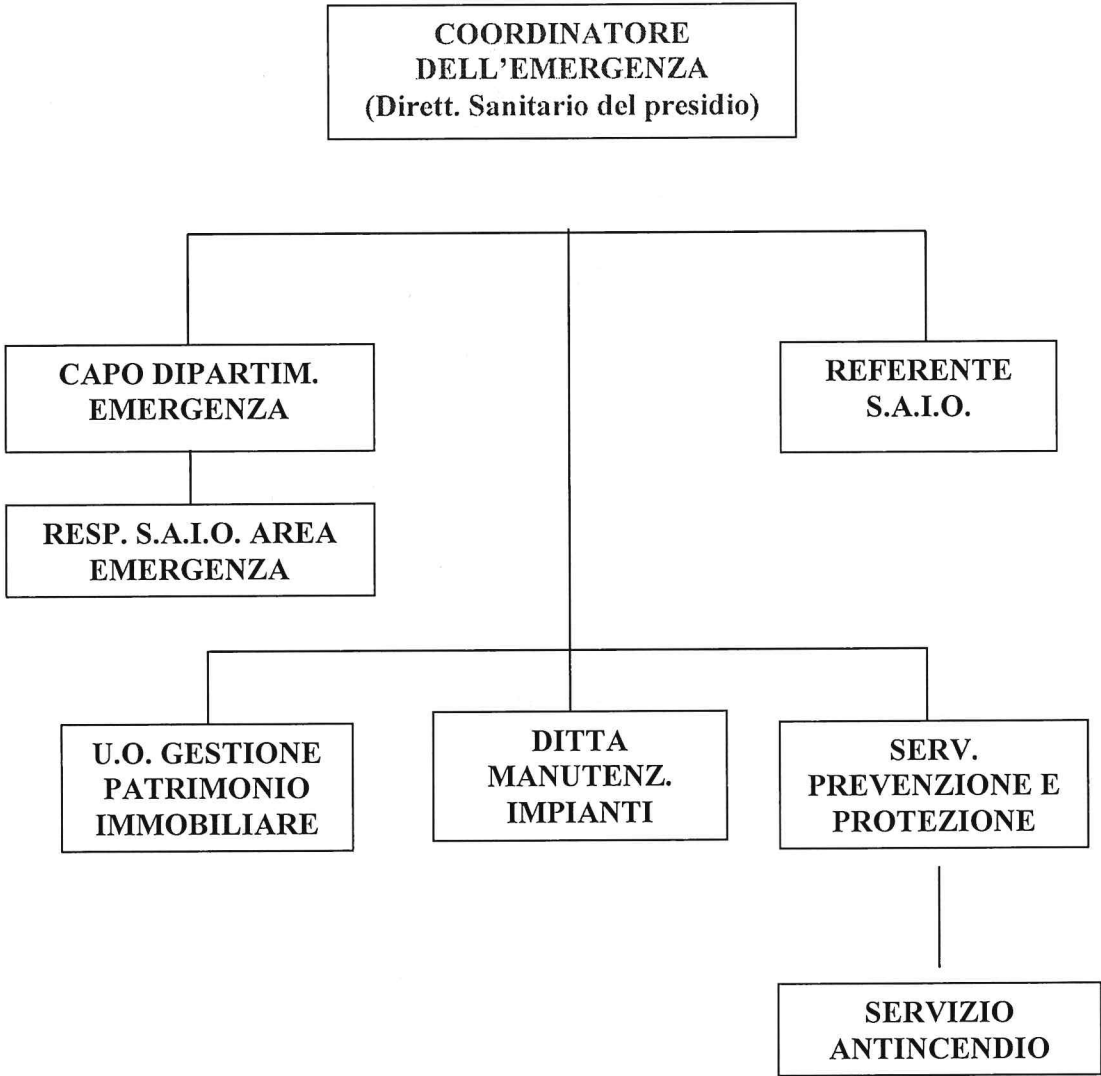 COORDINATORE
DELL'EMERGENZA
(Dirett. Sanitario del presidio)
CAPO DIPARTIM.
EMERGENZA
REFERENTE
S.A.I.O.
RESP. S.A.I.O. AREA
EMERGENZA
U.O. GESTIONE
PATRIMONIO
IMMOBILIARE
DITTA
MANUTENZ.
IMPIANTI
SERV.
PREVENZIONE E
PROTEZIONE
SERVIZIO
ANTINCENDIO